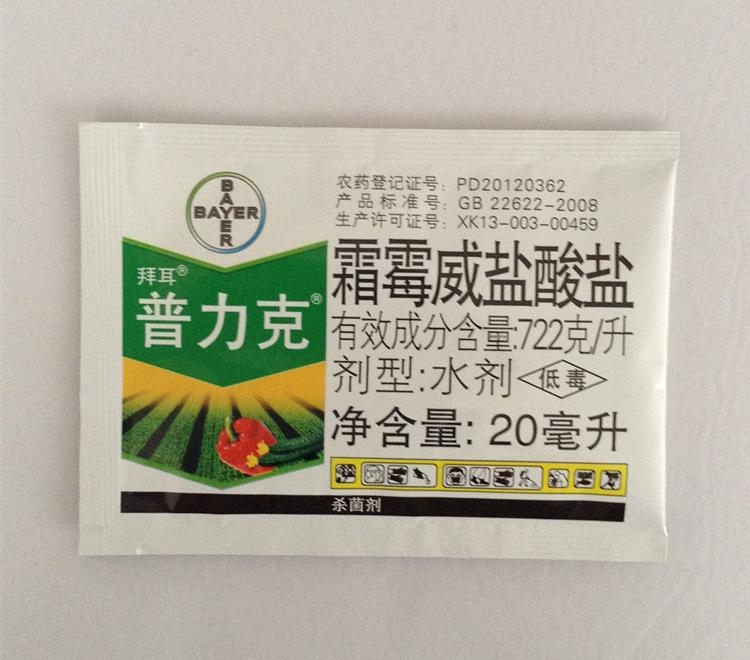 BAYER
BAYER
农药登记证号：PD20120362
产品标准号：GB 22622-2008
生产许可证号：XK13-003-00459
拜耳®
普力克®
霜霉威盐酸盐
有效成分含量:722克/升
剂型:水剂 低毒
净含量: 20毫升
杀菌剂